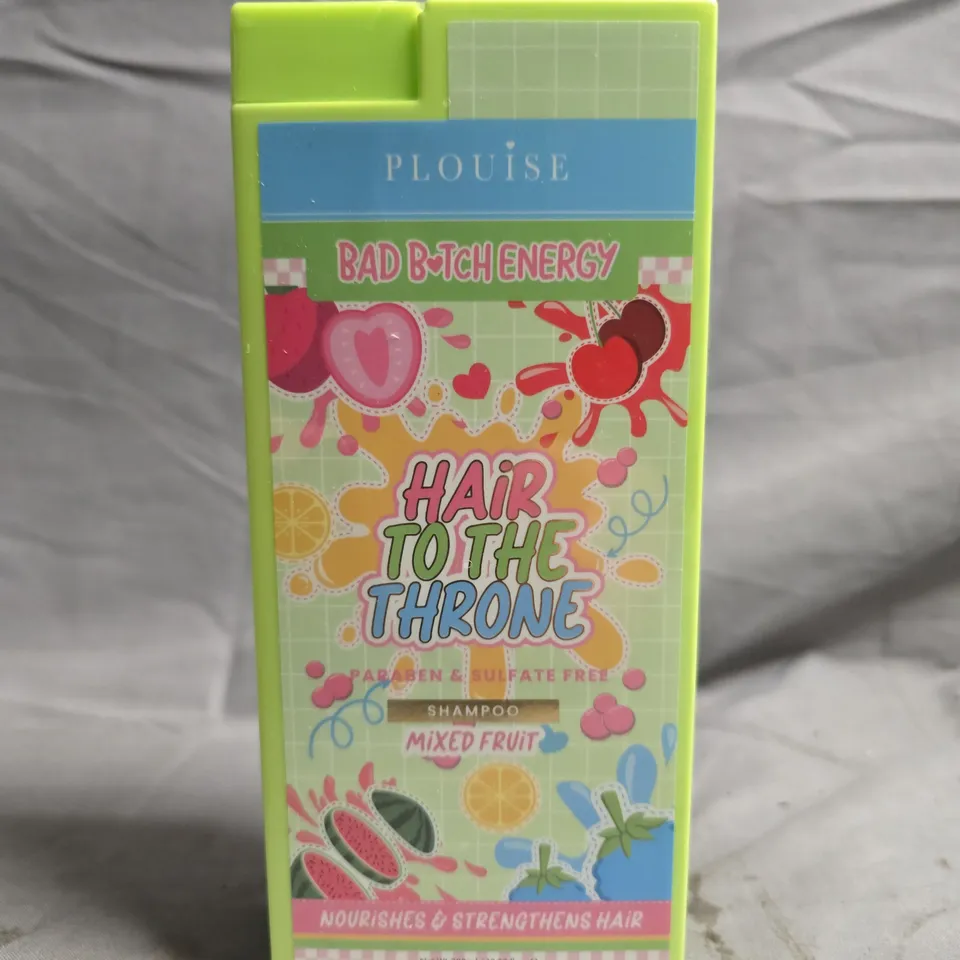 PLOUiSE
BAD B♥TCH ENERGY
HAiR
TO THE
THRONE
PARABEN & SULFATE FREE
SHAMPOO
MiXED FRUiT
NOURiSHES & STRENGTHENS HAiR